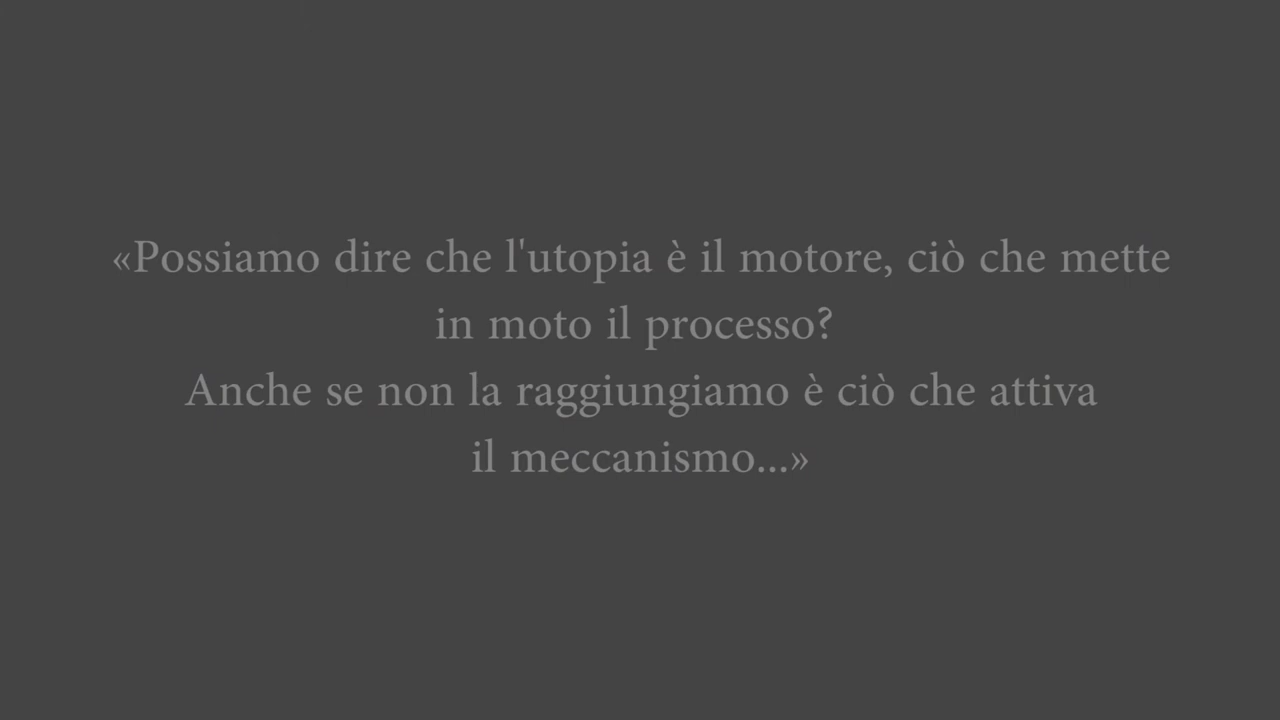 «Possiamo dire che l'utopia è il motore, ciò che mette
in moto il processo?
Anche se non la raggiungiamo è ciò che attiva
il meccanismo...»